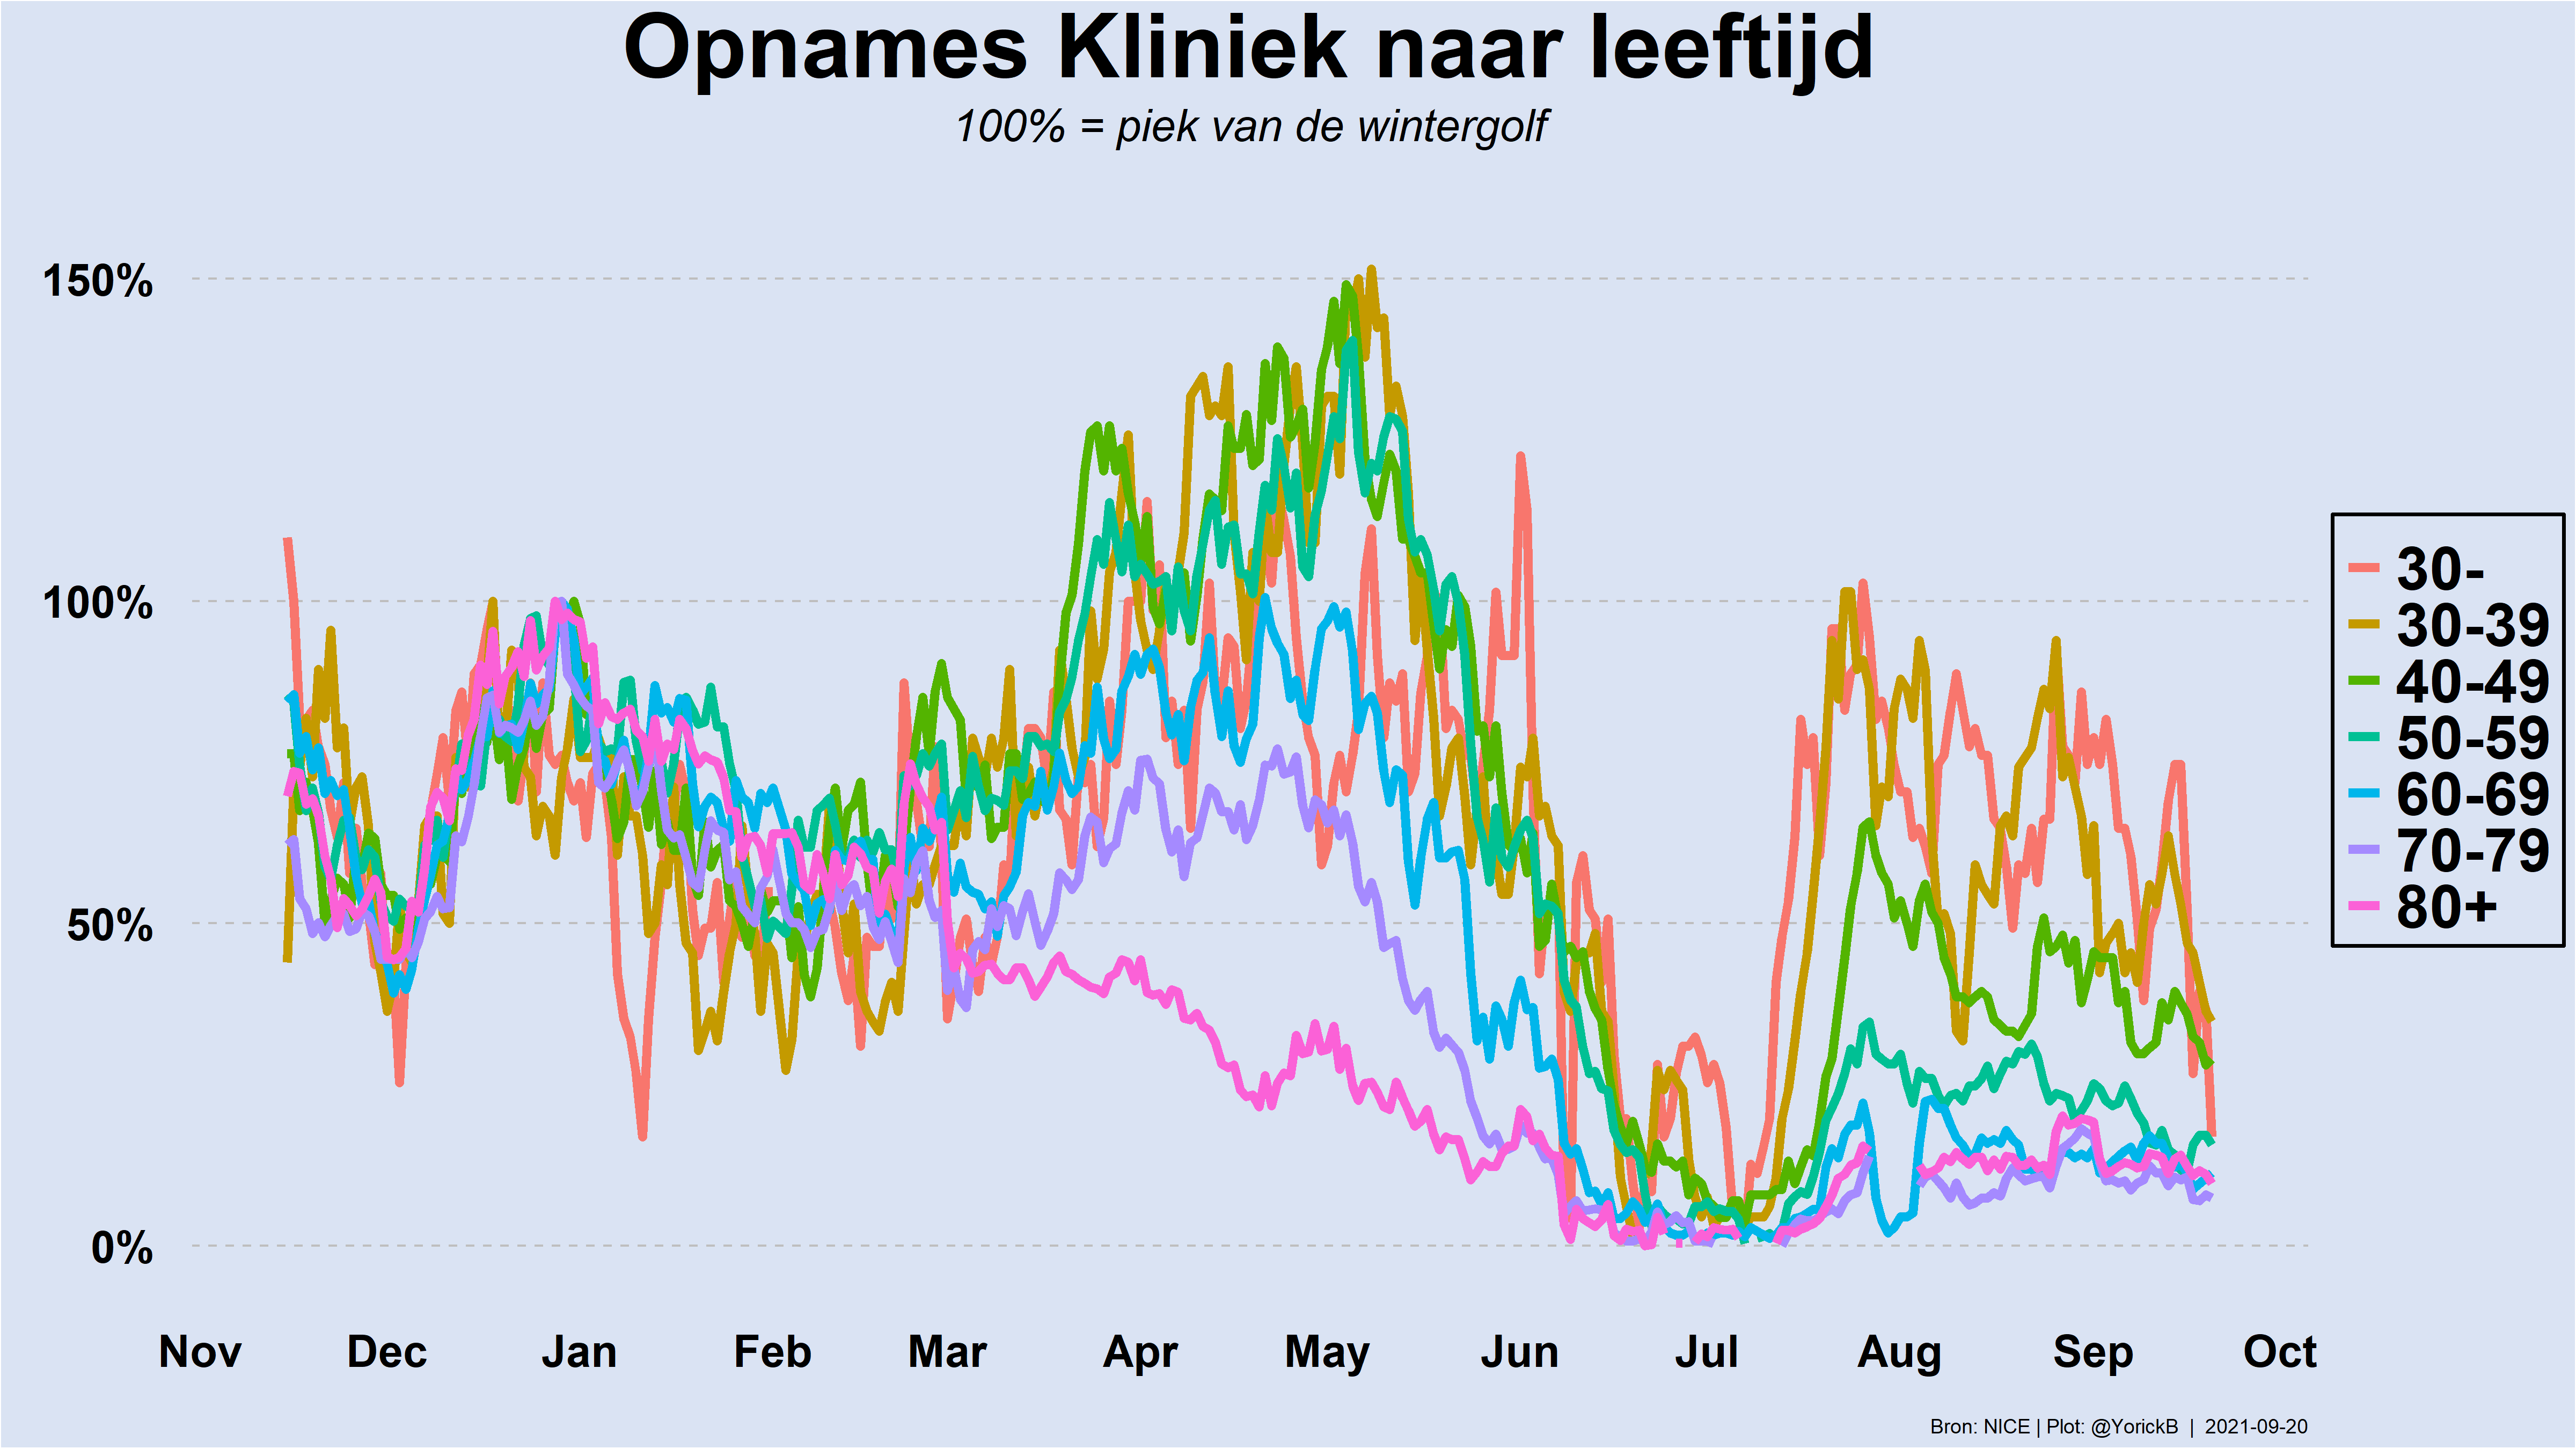 Opnames Kliniek naar leeftijd
100% = piek van de wintergolf
150%
100%
50%
0%
30-
30-39
40-49
50-59
60-69
70-79
80+
Nov Dec Jan Feb Mar Apr May Jun Jul Aug Sep Oct
Bron: NICE | Plot: @YorickB | 2021-09-20